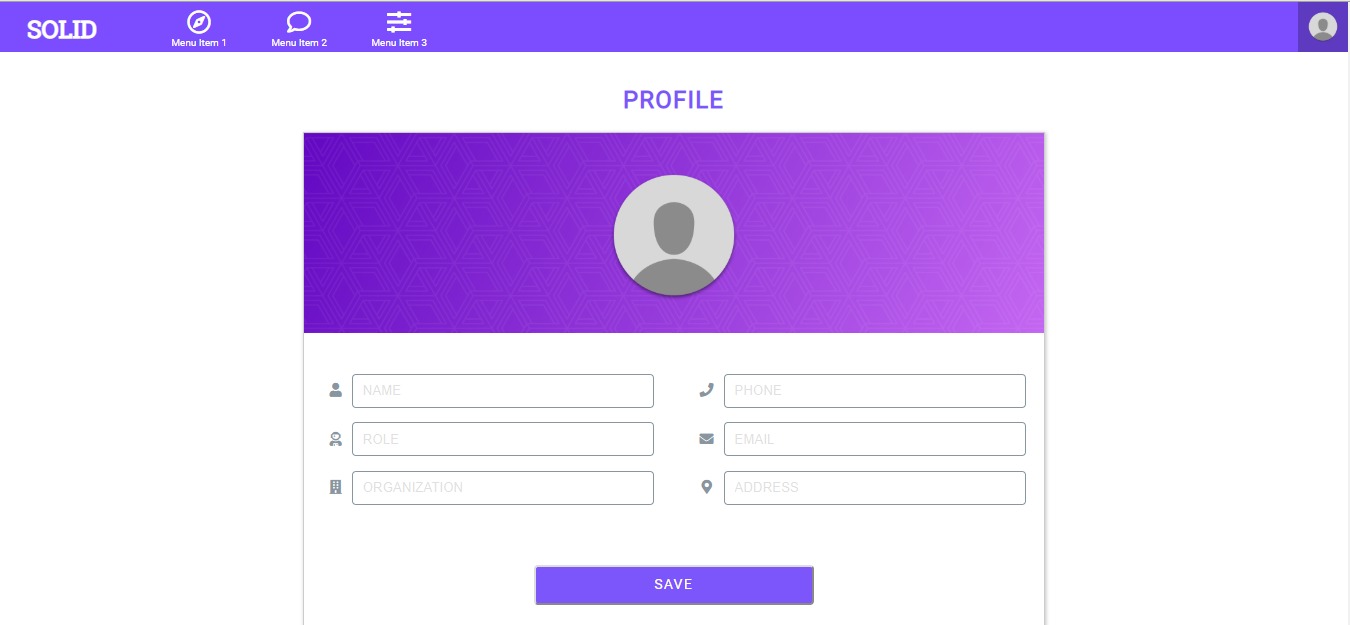 SOLID
Menu Item 1
Menu Item 2
Menu Item 3
PROFILE
NAME
PHONE
ROLE
EMAIL
ORGANIZATION
ADDRESS
SAVE